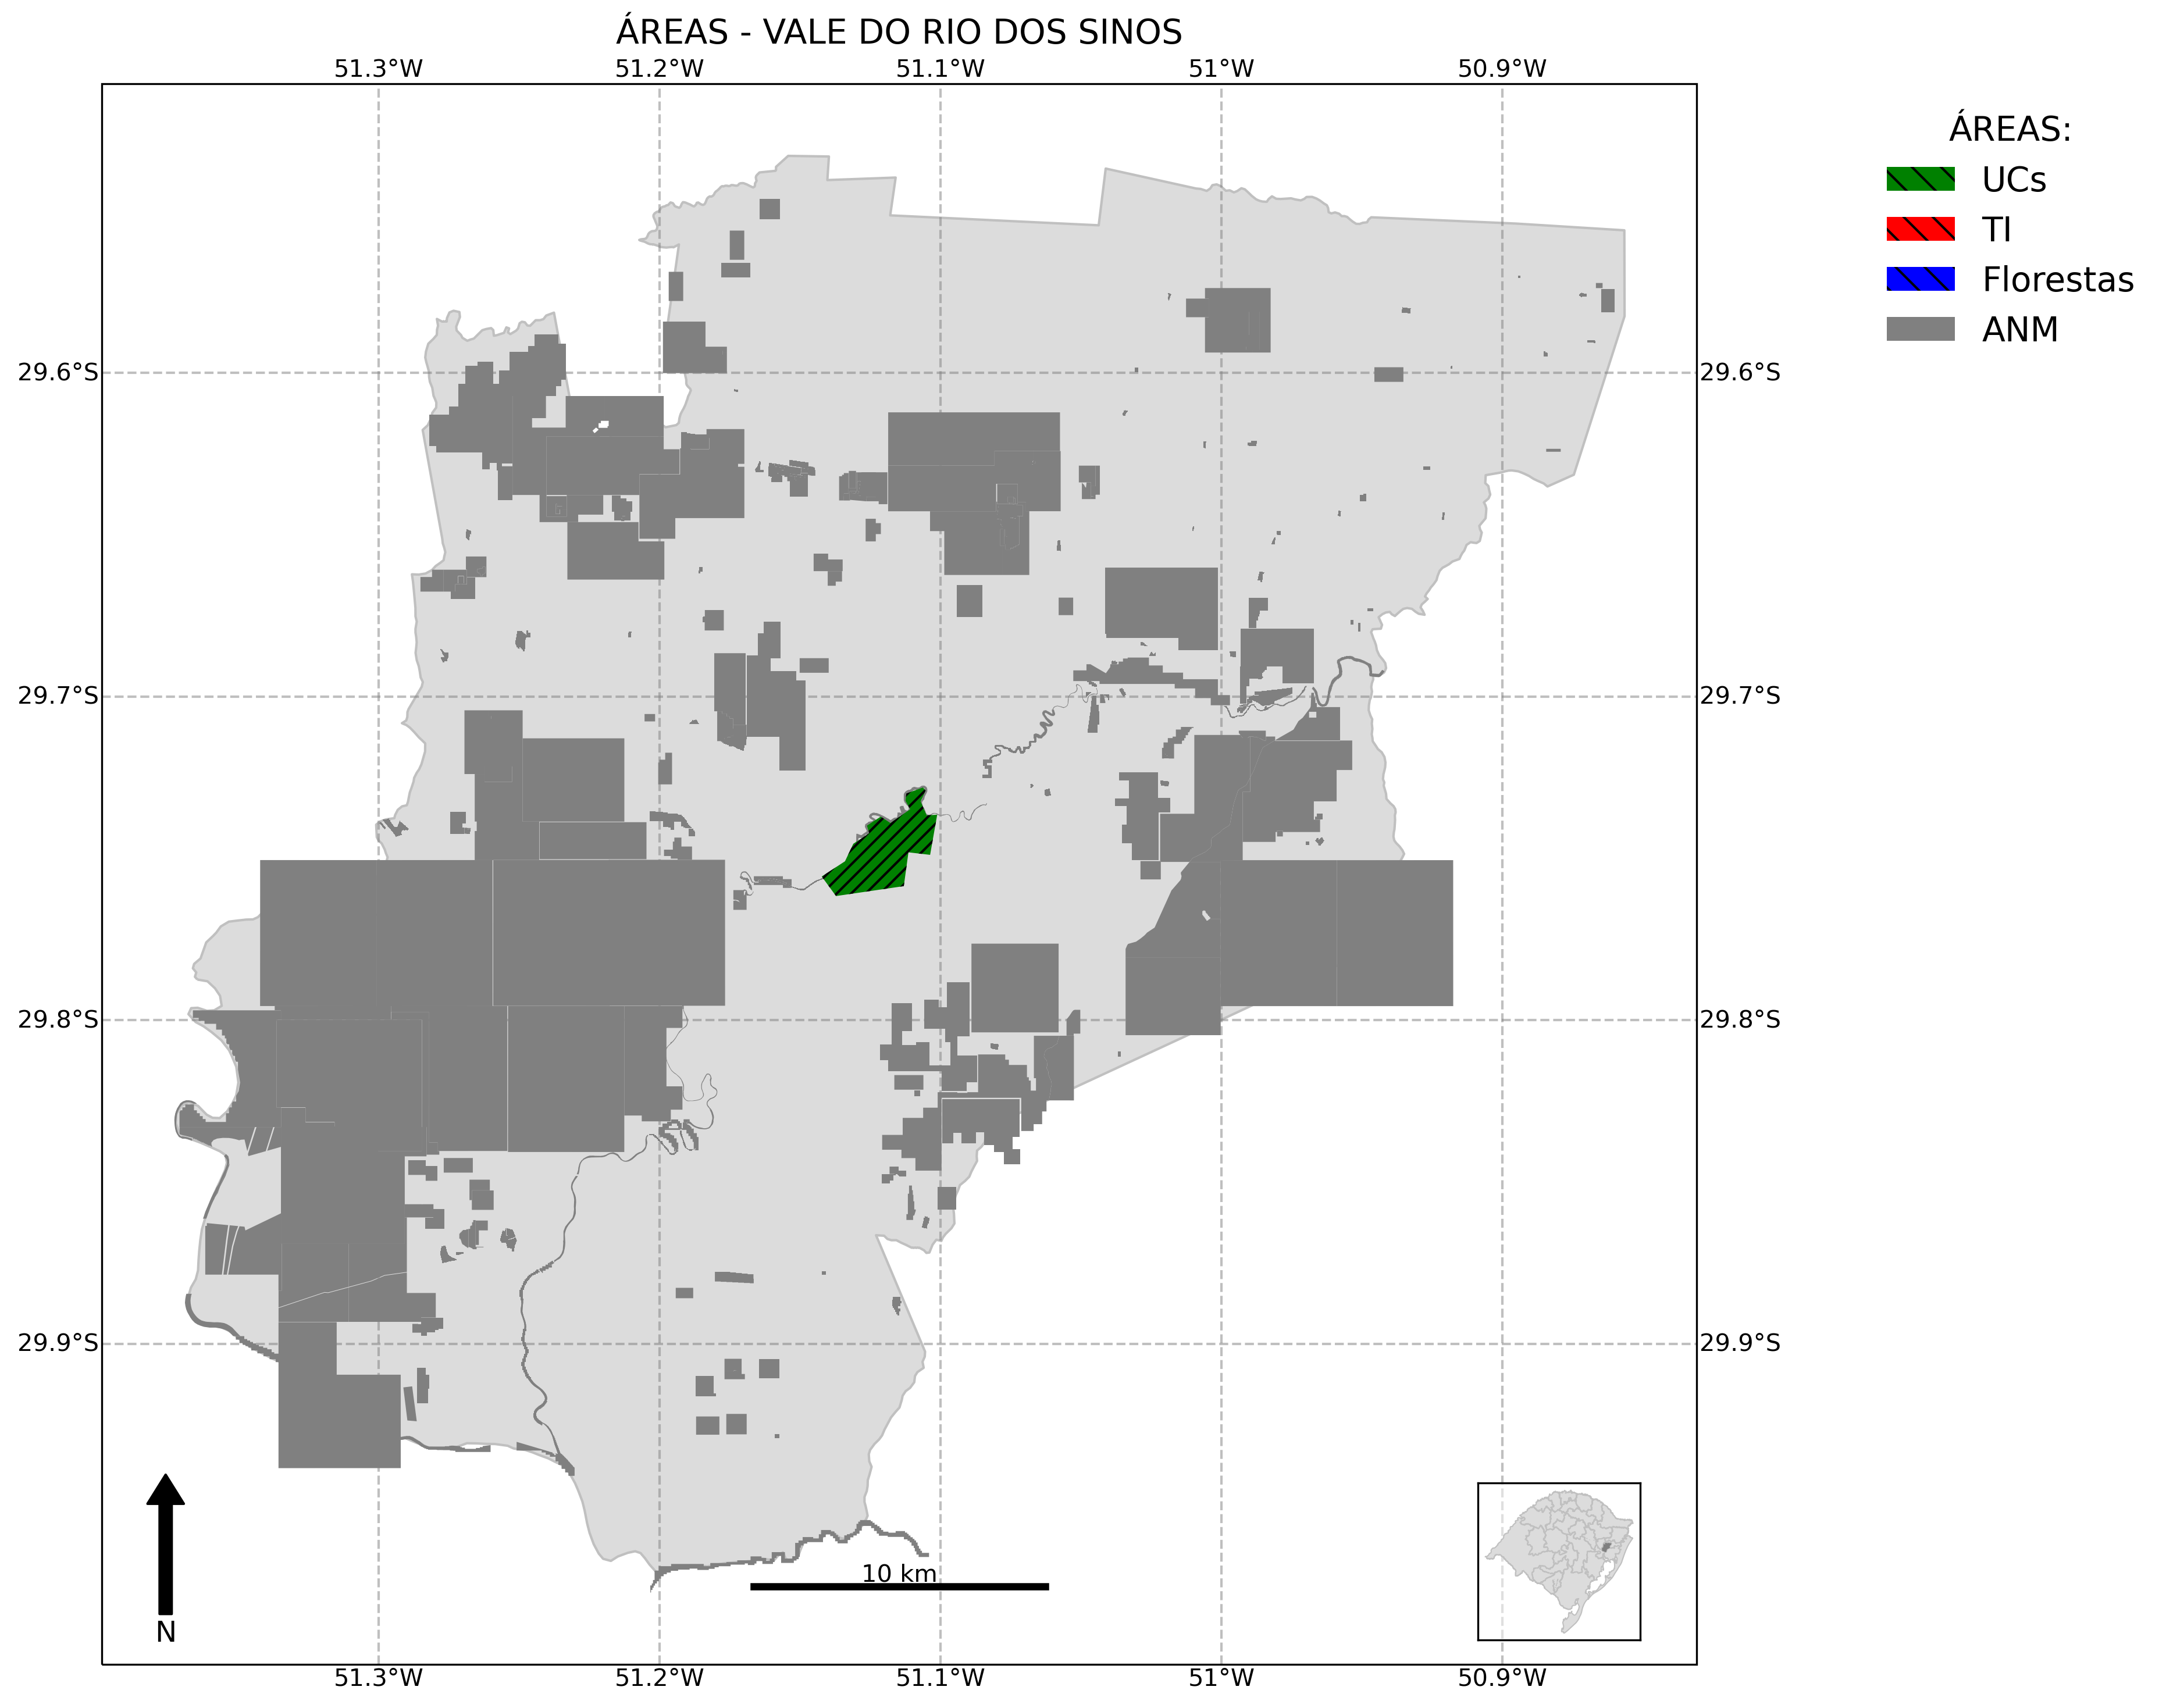 ÁREAS - VALE DO RIO DOS SINOS
51.3°W 51.2°W 51.1°W 51°W 50.9°W
ÁREAS:
UCs
TI
Florestas
ANM
29.6°S 29.6°S
29.7°S 29.7°S
29.8°S 29.8°S
29.9°S 29.9°S
10 km
N
51.3°W 51.2°W 51.1°W 51°W 50.9°W